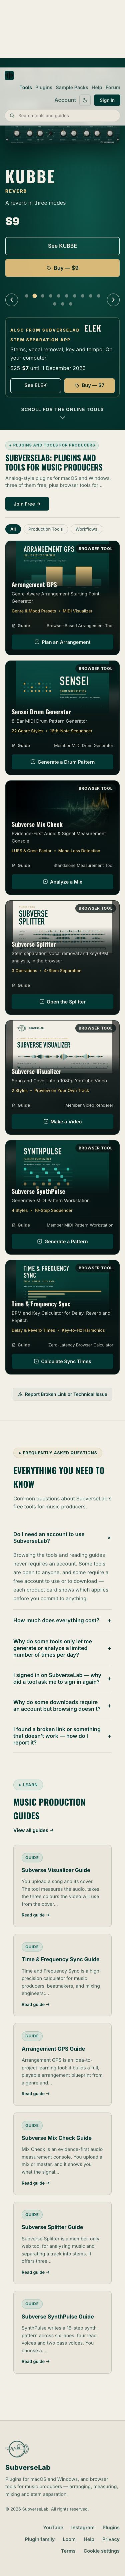 Tools Plugins Sample Packs Help Forum
Account Sign In
Search tools and guides
KUBBE
REVERB
A reverb in three modes
$9
See KUBBE
Buy — $9
ALSO FROM SUBVERSELAB ELEK
STEM SEPARATION APP
Stems, vocal removal, key and tempo. On your computer.
$25 $7 until 1 December 2026
See ELEK
Buy — $7
SCROLL FOR THE ONLINE TOOLS
PLUGINS AND TOOLS FOR PRODUCERS
SUBVERSELAB: PLUGINS AND
TOOLS FOR MUSIC PRODUCERS
Analog-style plugins for macOS and Windows,
most of them free, plus browser tools for...
Join Free →
All Production Tools Workflows
BROWSER TOOL
ARRANGEMENT GPS
Arrangement GPS
Genre-Aware Arrangement Starting Point
Generator
Genre & Mood Presets • MIDI Visualizer
Guide Browser-Based Arrangement Tool
Plan an Arrangement
BROWSER TOOL
SENSEI
Sensei Drum Generator
8-Bar MIDI Drum Pattern Generator
22 Genre Styles • 16th-Note Sequencer
Guide Member MIDI Drum Generator
Generate a Drum Pattern
BROWSER TOOL
Subverse Mix Check
Evidence-First Audio & Signal Measurement
Console
LUFS & Crest Factor • Mono Loss Detection
Guide Standalone Measurement Tool
Analyze a Mix
BROWSER TOOL
SUBVERSE
SPLITTER
Subverse Splitter
Stem separation, vocal removal and key/BPM
analysis, in the browser
3 Operations • 4-Stem Separation
Guide
Open the Splitter
BROWSER TOOL
SUBVERSE VISUALIZER
Subverse Visualizer
Song and Cover into a 1080p YouTube Video
2 Styles • Preview on Your Own Track
Guide Member Video Renderer
Make a Video
BROWSER TOOL
SYNTHPULSE
Subverse SynthPulse
Generative MIDI Pattern Workstation
4 Styles • 16-Step Sequencer
Guide Member MIDI Pattern Workstation
Generate a Pattern
BROWSER TOOL
TIME & FREQUENCY
SYNC
Time & Frequency Sync
BPM and Key Calculator for Delay, Reverb and
Repitch
Delay & Reverb Times • Key-to-Hz Harmonics
Guide Zero-Latency Browser Calculator
Calculate Sync Times
Report Broken Link or Technical Issue
FREQUENTLY ASKED QUESTIONS
EVERYTHING YOU NEED TO
KNOW
Common questions about SubverseLab's
free tools for music producers.
Do I need an account to use
SubverseLab?
Browsing the tools and reading guides
never requires an account. Some tools
are open to anyone, and some require a
free account to use or to download —
each product card shows which applies
before you commit to anything.
How much does everything cost? +
Why do some tools only let me
generate or analyze a limited
number of times per day? +
I signed in on SubverseLab — why
did a tool ask me to sign in again? +
Why do some downloads require
an account but browsing doesn't? +
I found a broken link or something
that doesn't work — how do I
report it? +
LEARN
MUSIC PRODUCTION
GUIDES
View all guides →
GUIDE
Subverse Visualizer Guide
You upload a song and its cover.
The tool measures the audio, takes
the three colours the video will use
from the cover...
Read guide →
GUIDE
Time & Frequency Sync Guide
Time and Frequency Sync is a high-
precision calculator for music
producers, beatmakers, and mixing
engineers:...
Read guide →
GUIDE
Arrangement GPS Guide
Arrangement GPS is an idea-to-
project learning tool. It builds a full,
payable arrangement blueprint from
a genre and...
Read guide →
GUIDE
Subverse Mix Check Guide
Mix Check is an evidence-first audio
measurement console. You upload a
mix or master, and it shows you
what the signal...
Read guide →
GUIDE
Subverse Splitter Guide
Subverse Splitter is a member-only
web tool for analysing music and
separating a track into stems. It
offers three...
Read guide →
GUIDE
Subverse SynthPulse Guide
SynthPulse writes a 16-step synth
pattern across six lanes: four lead
voices and two bass voices. You
choose a...
Read guide →
SubverseLab
Plugins for macOS and Windows, and browser
tools for music producers — arranging, measuring,
mixing and stem separation.
© 2026 SubverseLab. All rights reserved.
YouTube Instagram Plugins
Plugin family Loom Help Privacy
Terms Cookie settings